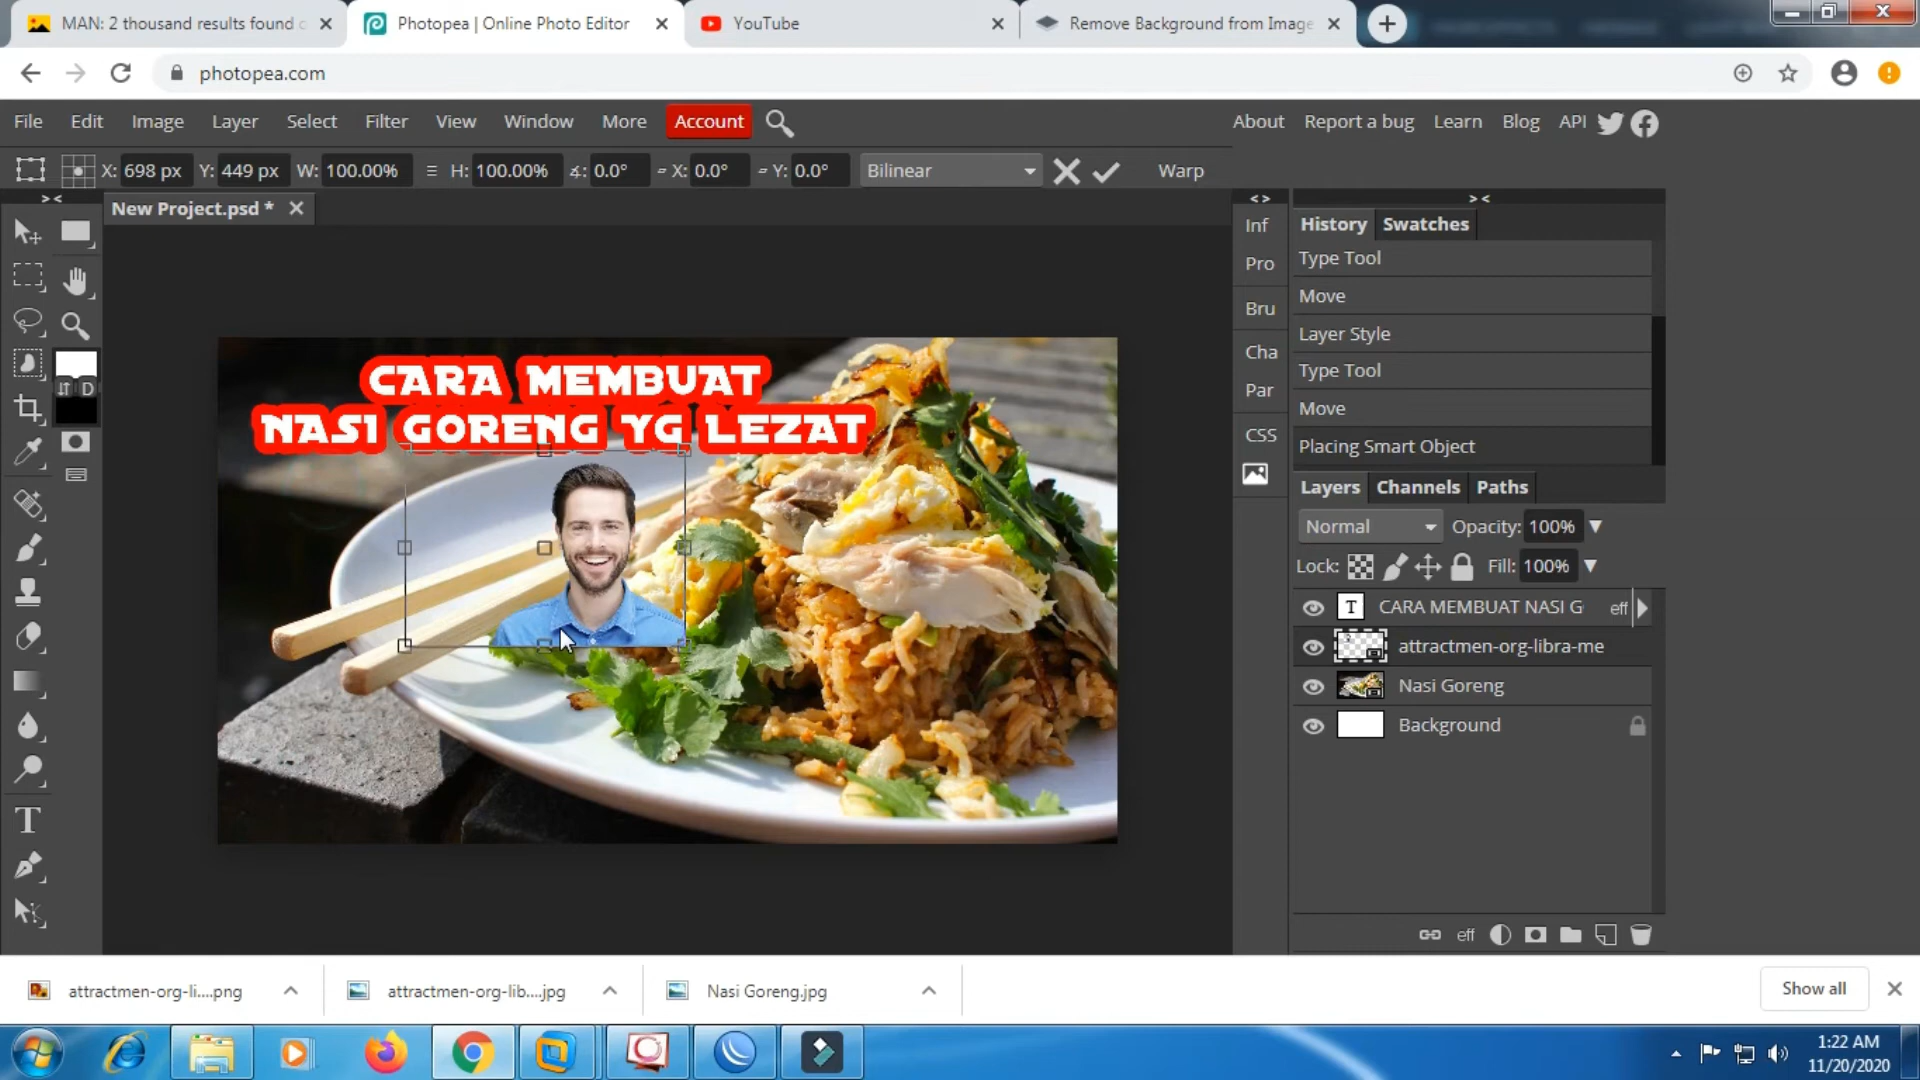 MAN: 2 thousand results found
Photopea | Online Photo Editor
YouTube
Remove Background from Image
photopea.com
File Edit Image Layer Select Filter View Window More Account
About Report a bug Learn Blog API
X: 698 px Y: 449 px W: 100.00% H: 100.00% ∡: 0.0° X: 0.0° Y: 0.0° Bilinear Warp
> <
New Project.psd *
< >
> <
Inf
Pro
Bru
Cha
Par
CSS
D
T
History Swatches
Type Tool
Move
Layer Style
Type Tool
Move
Placing Smart Object
CARA MEMBUAT
NASI GORENG YG LEZAT
Layers Channels Paths
Normal Opacity: 100%
Lock: Fill: 100%
T CARA MEMBUAT NASI G eff
attractmen-org-libra-me
Nasi Goreng
Background
eff
attractmen-org-li....png
attractmen-org-lib....jpg
Nasi Goreng.jpg
Show all
1:22 AM
11/20/2020